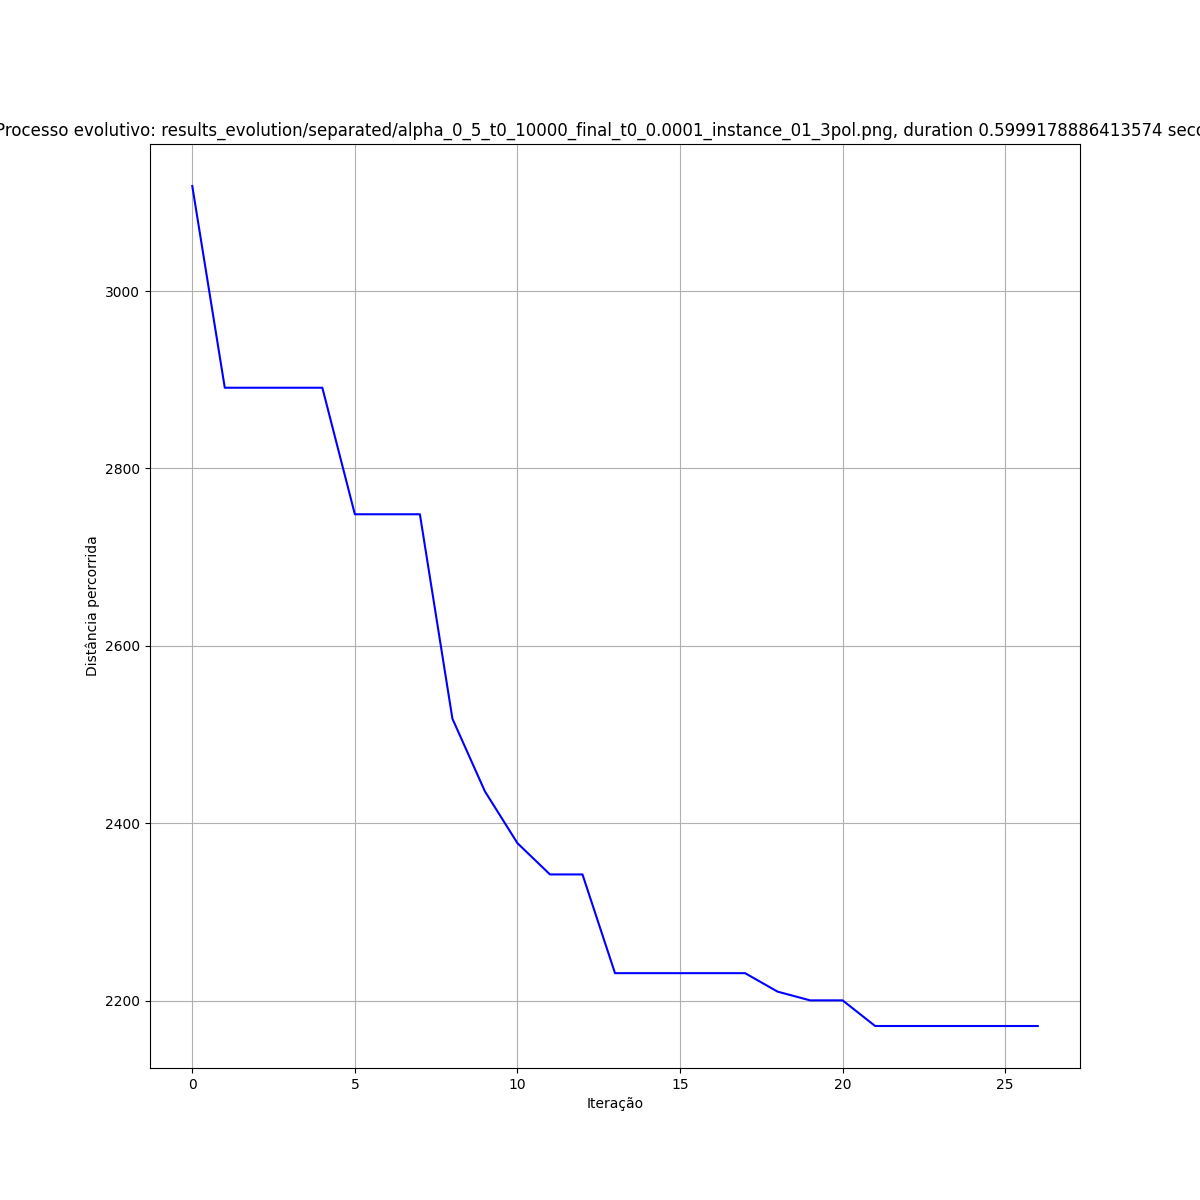 Processo evolutivo: results_evolution/separated/alpha_0_5_t0_10000_final_t0_0.0001_instance_01_3pol.png, duration 0.5999178886413574
3000
2800
2600
2400
2200
Distância percorrida
0 5 10 15 20 25
Iteração